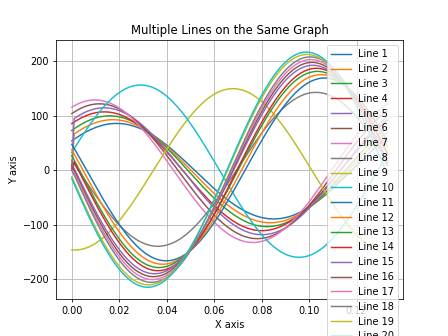 Multiple Lines on the Same Graph
Y axis
200
100
0
−100
−200
0.00
0.02
0.04
0.06
0.08
0.10
X axis
Line 1
Line 2
Line 3
Line 4
Line 5
Line 6
Line 7
Line 8
Line 9
Line 10
Line 11
Line 12
Line 13
Line 14
Line 15
Line 16
Line 17
Line 18
Line 19
Line 20